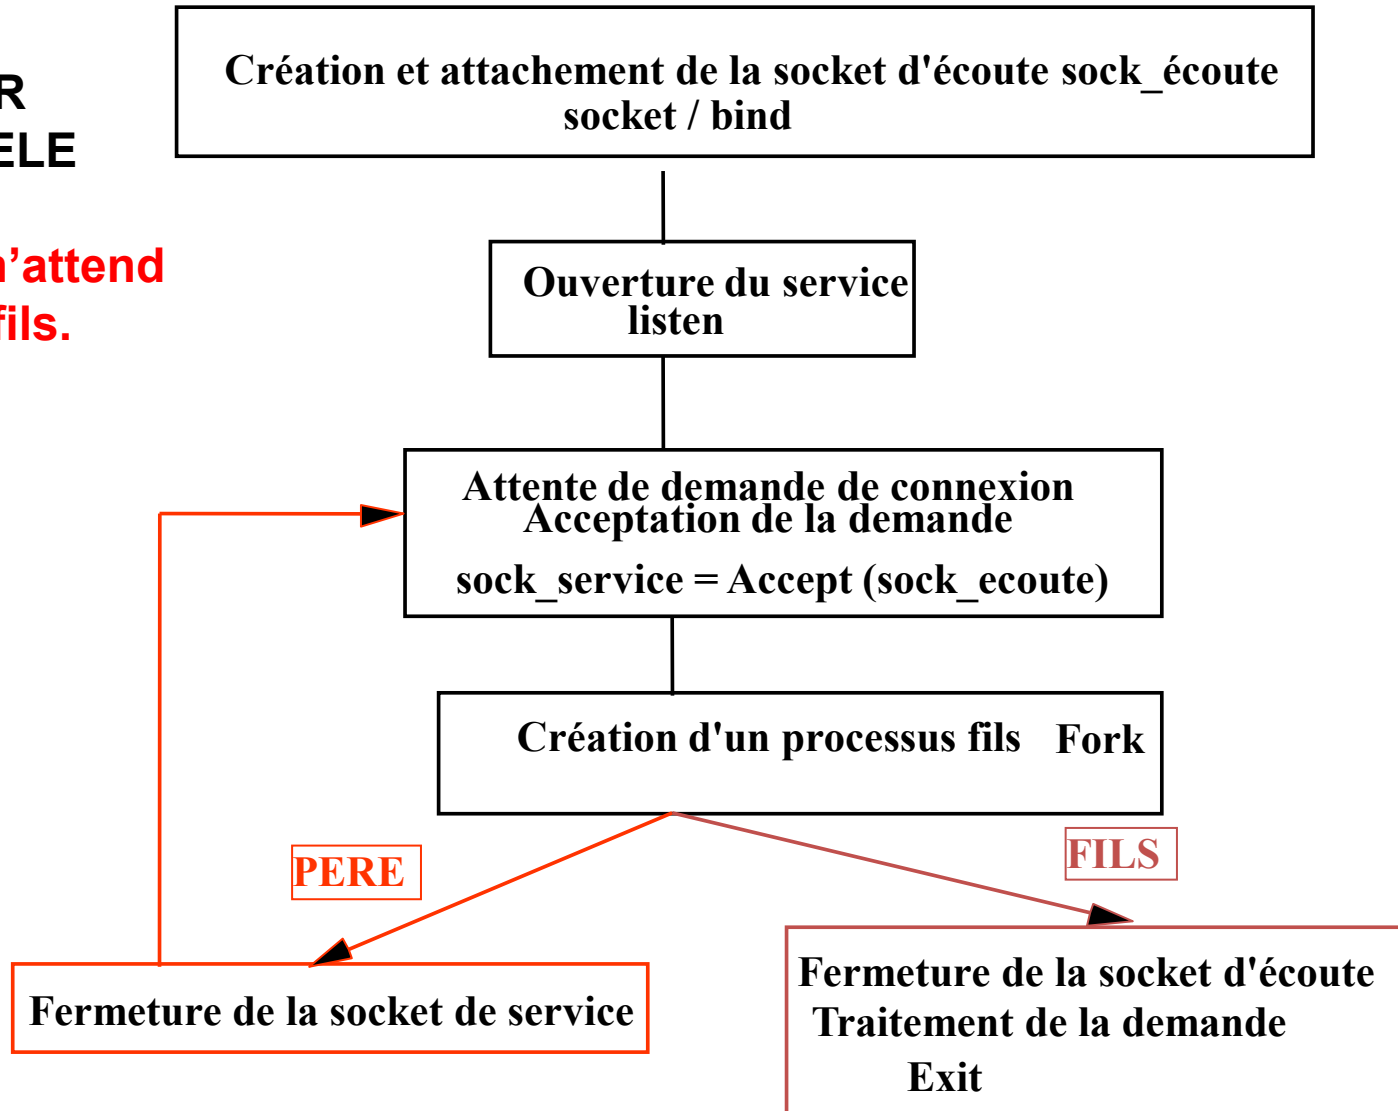 Création et attachement de la socket d'écoute sock_écoute
socket / bind
R
ELE
n’attend
fils.
Ouverture du service
listen
Attente de demande de connexion
Acceptation de la demande
sock_service = Accept (sock_ecoute)
Création d'un processus fils Fork
PERE
FILS
Fermeture de la socket de service
Fermeture de la socket d'écoute
Traitement de la demande
Exit